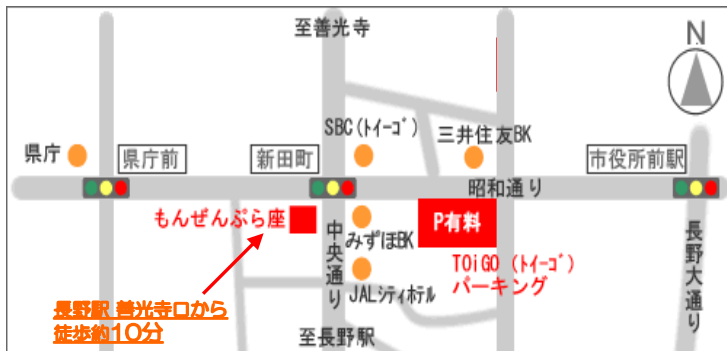 至善光寺
N
SBC(トイーゴ)
三井住友BK
県庁
県庁前
新田町
市役所前駅
昭和通り
もんぜんぷら座
中央通り
みずほBK
P有料
TOiGO (トイーゴ)
パーキング
JALシティホテル
長野大通り
長野駅 善光寺口から
徒歩約10分
至長野駅